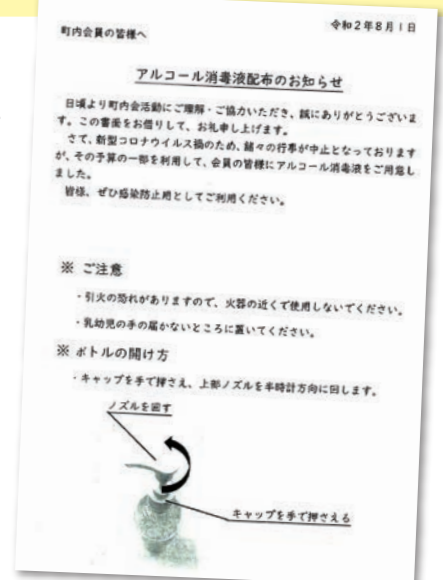 令和2年8月1日
町内会員の皆様へ
アルコール消毒液配布のお知らせ
日頃より町内会活動にご理解・ご協力いただき、誠にありがとうございま
す。この書面をお借りして、お礼申し上げます。
さて、新型コロナウイルス禍のため、諸々の行事が中止となっております
が、その予算の一部を利用して、会員の皆様にアルコール消毒液をご用意し
ました。
皆様、ぜひ感染防止用としてご利用ください。
※ ご注意
・引火の恐れがありますので、火器の近くで使用しないでください。
・乳幼児の手の届かないところに置いてください。
※ ボトルの開け方
・キャップを手で押さえ、上部ノズルを半時計方向に回します。
ノズルを回す
キャップを手で押さえる